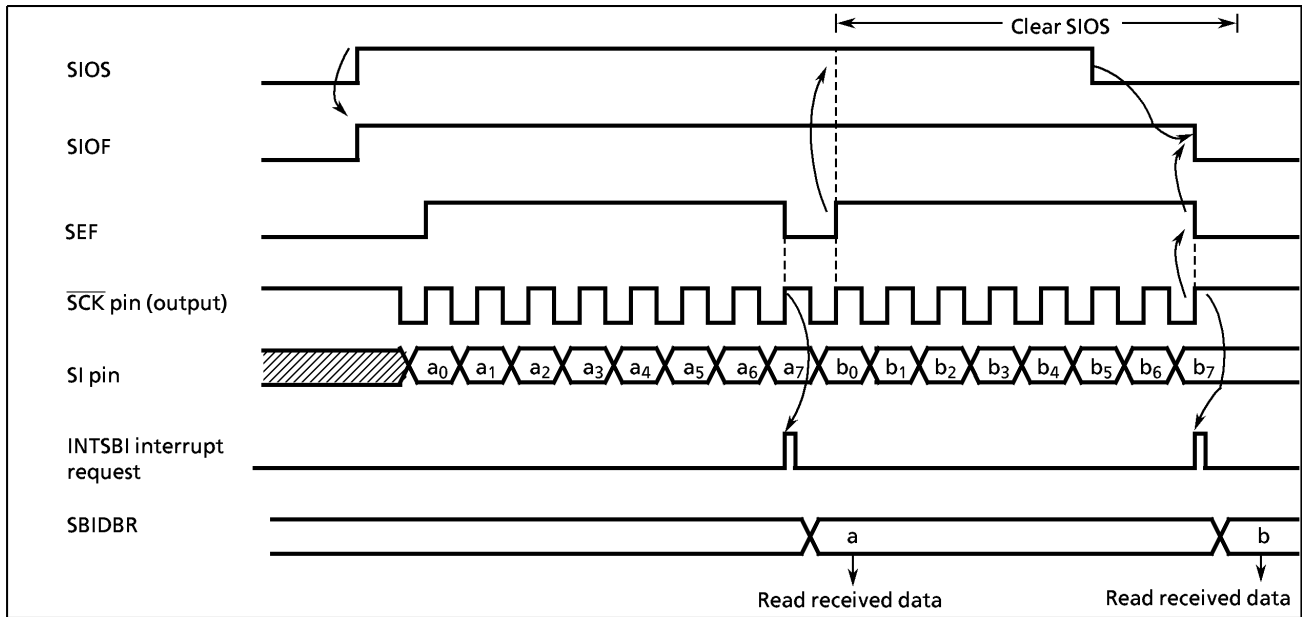 Clear SIOS
SIOS
SIOF
SEF
S̅C̅K̅ pin (output)
SI pin
a₀ a₁ a₂ a₃ a₄ a₅ a₆ a₇ b₀ b₁ b₂ b₃ b₄ b₅ b₆ b₇
INTSBI interrupt
request
SBIDBR
a b
Read received data Read received data